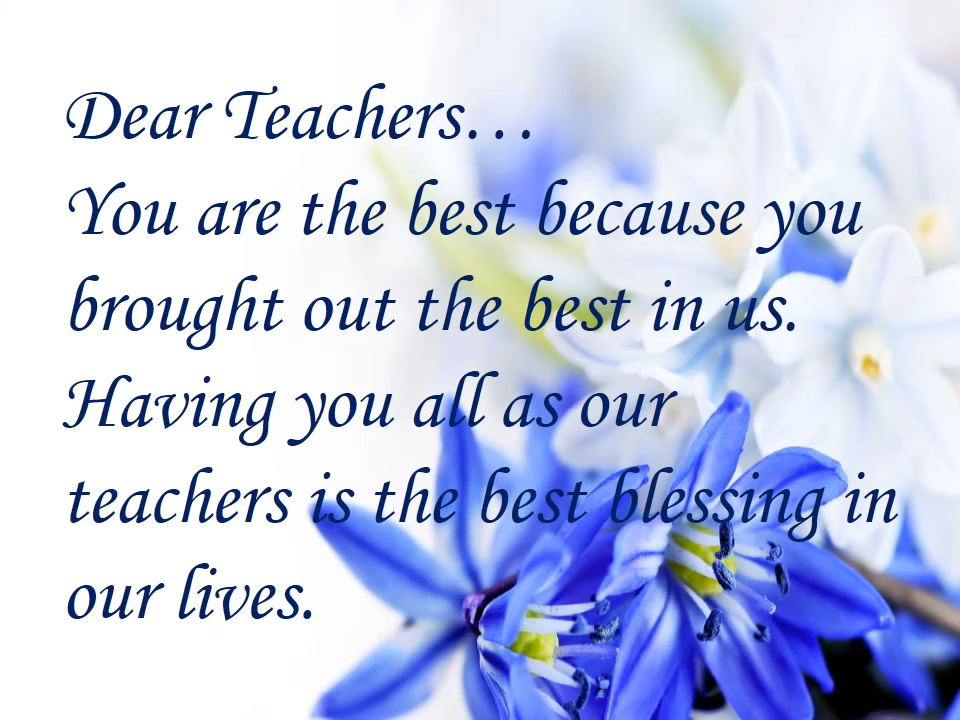 Dear Teachers…
You are the best because you
brought out the best in us.
Having you all as our
teachers is the best blessing in
our lives.